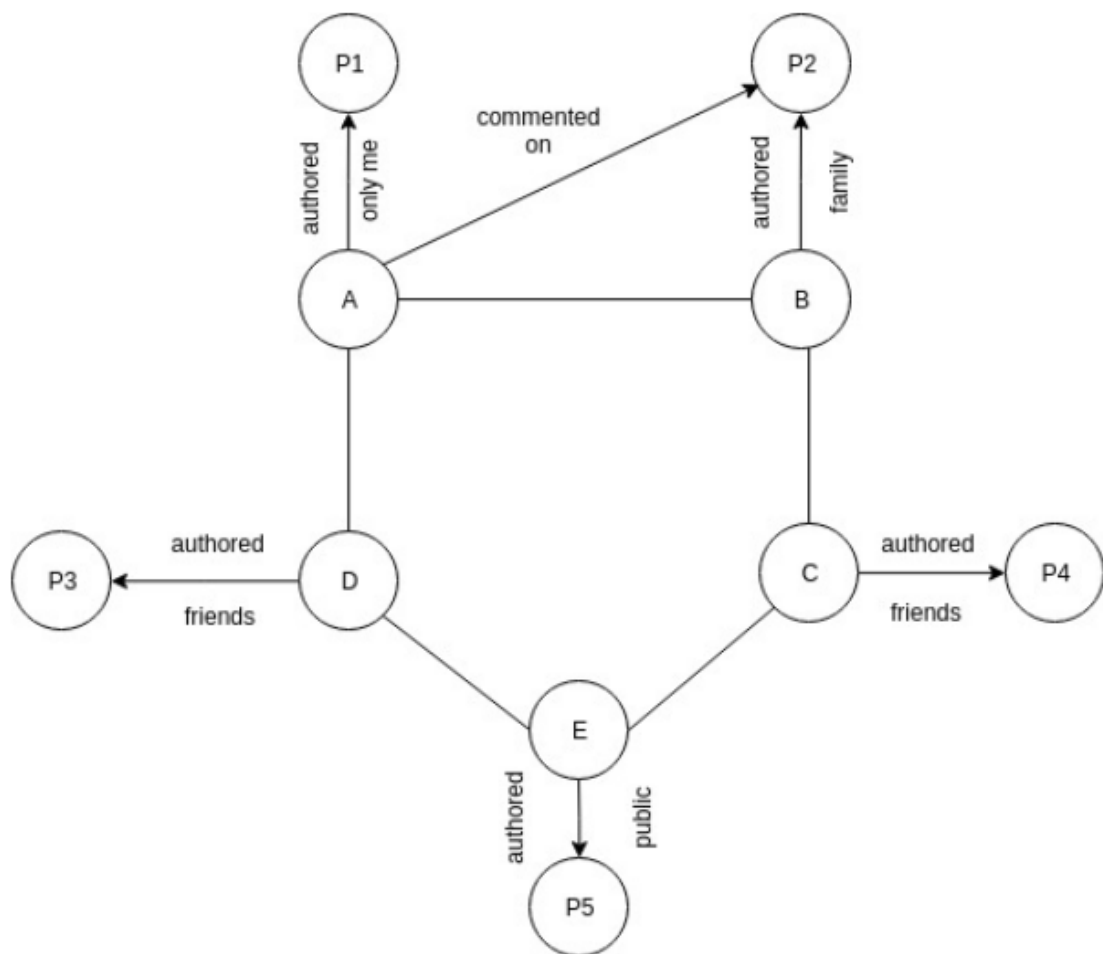 P1
P2
commented
on
authored
only me
authored
family
A
B
authored
authored
P3
D
C
P4
friends
friends
E
authored
public
P5